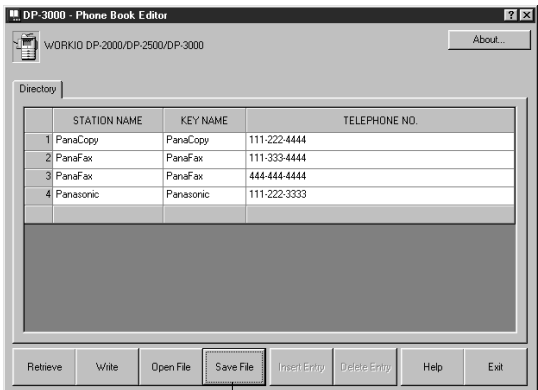 DP-3000 - Phone Book Editor
WORKIO DP-2000/DP-2500/DP-3000
About...
Directory
STATION NAME KEY NAME TELEPHONE NO.
1 PanaCopy PanaCopy 111-222-4444
2 PanaFax PanaFax 111-333-4444
3 PanaFax PanaFax 444-444-4444
4 Panasonic Panasonic 111-222-3333
Retrieve Write Open File Save File Insert Entry Delete Entry Help Exit